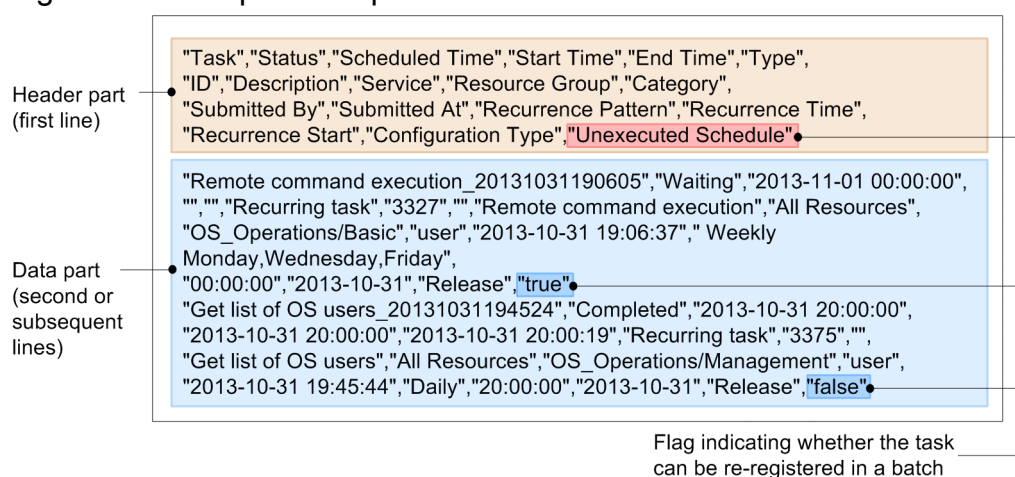 "Task","Status","Scheduled Time","Start Time","End Time","Type",
"ID","Description","Service","Resource Group","Category",
"Submitted By","Submitted At","Recurrence Pattern","Recurrence Time",
"Recurrence Start","Configuration Type","Unexecuted Schedule"
Header part
(first line)
"Remote command execution_20131031190605","Waiting","2013-11-01 00:00:00",
"","","Recurring task","3327","","Remote command execution","All Resources",
"OS_Operations/Basic","user","2013-10-31 19:06:37"," Weekly
Monday,Wednesday,Friday",
"00:00:00","2013-10-31","Release","true"
"Get list of OS users_20131031194524","Completed","2013-10-31 20:00:00",
"2013-10-31 20:00:00","2013-10-31 20:00:19","Recurring task","3375","",
"Get list of OS users","All Resources","OS_Operations/Management","user",
"2013-10-31 19:45:44","Daily","20:00:00","2013-10-31","Release","false"
Data part
(second or
subsequent
lines)
Flag indicating whether the task
can be re-registered in a batch